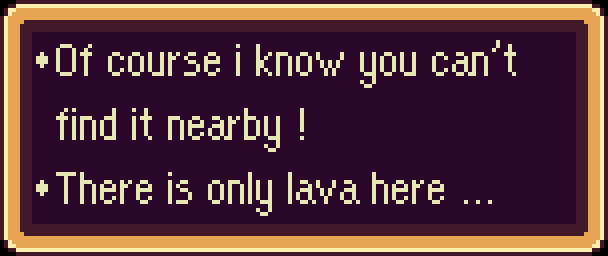 •Of course i know you can't
find it nearby !
•There is only lava here ...